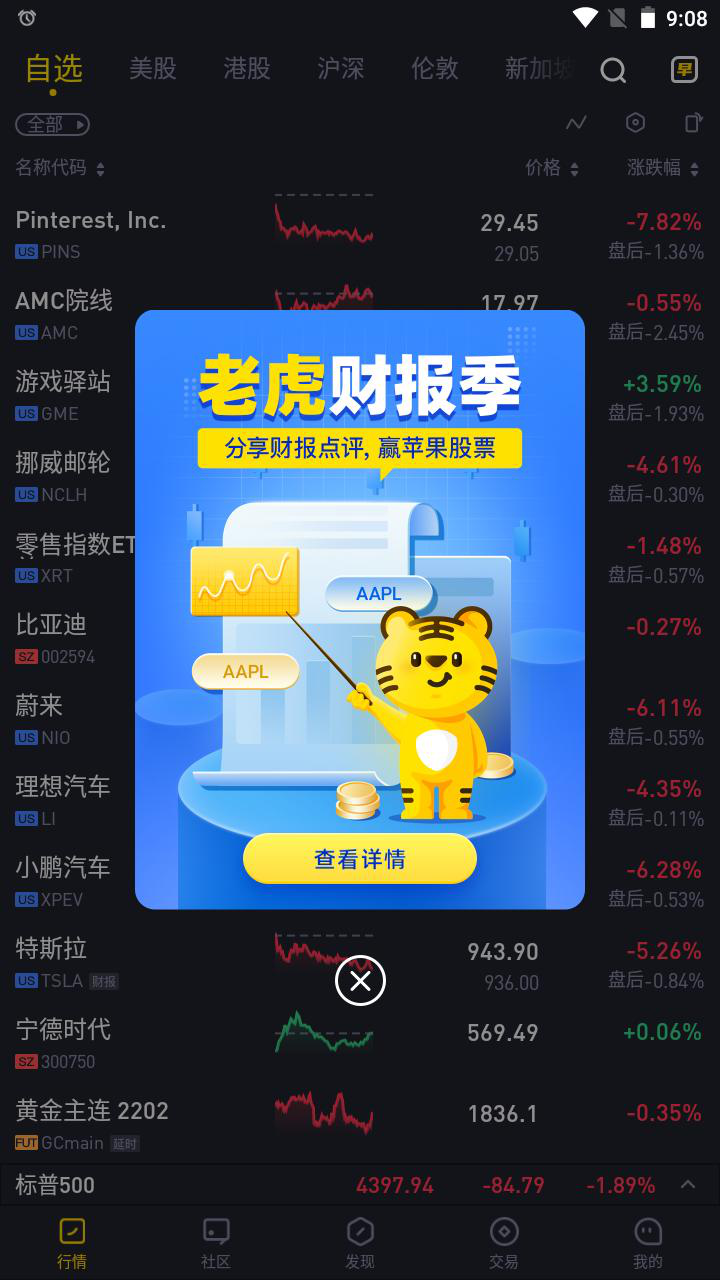 9:08
自选 美股 港股 沪深 伦敦 新加坡 早
全部
名称代码 价格 涨跌幅
Pinterest, Inc. 29.45 -7.82%
US PINS 29.05 盘后-1.36%
AMC院线 17.97 -0.55%
US AMC 盘后-2.45%
游戏驿站 +3.59%
US GME 盘后-1.93%
挪威邮轮 -4.61%
US NCLH 盘后-0.30%
零售指数ET -1.48%
US XRT 盘后-0.57%
比亚迪 -0.27%
SZ 002594
蔚来 -6.11%
US NIO 盘后-0.55%
理想汽车 -4.35%
US LI 盘后-0.11%
小鹏汽车 -6.28%
US XPEV 盘后-0.53%
特斯拉 943.90 -5.26%
US TSLA 财报 936.00 盘后-0.84%
宁德时代 569.49 +0.06%
SZ 300750
黄金主连 2202 1836.1 -0.35%
FUT GCmain 延时
标普500 4397.94 -84.79 -1.89%
行情 社区 发现 交易 我的
老虎财报季
分享财报点评, 赢苹果股票
AAPL
AAPL
查看详情